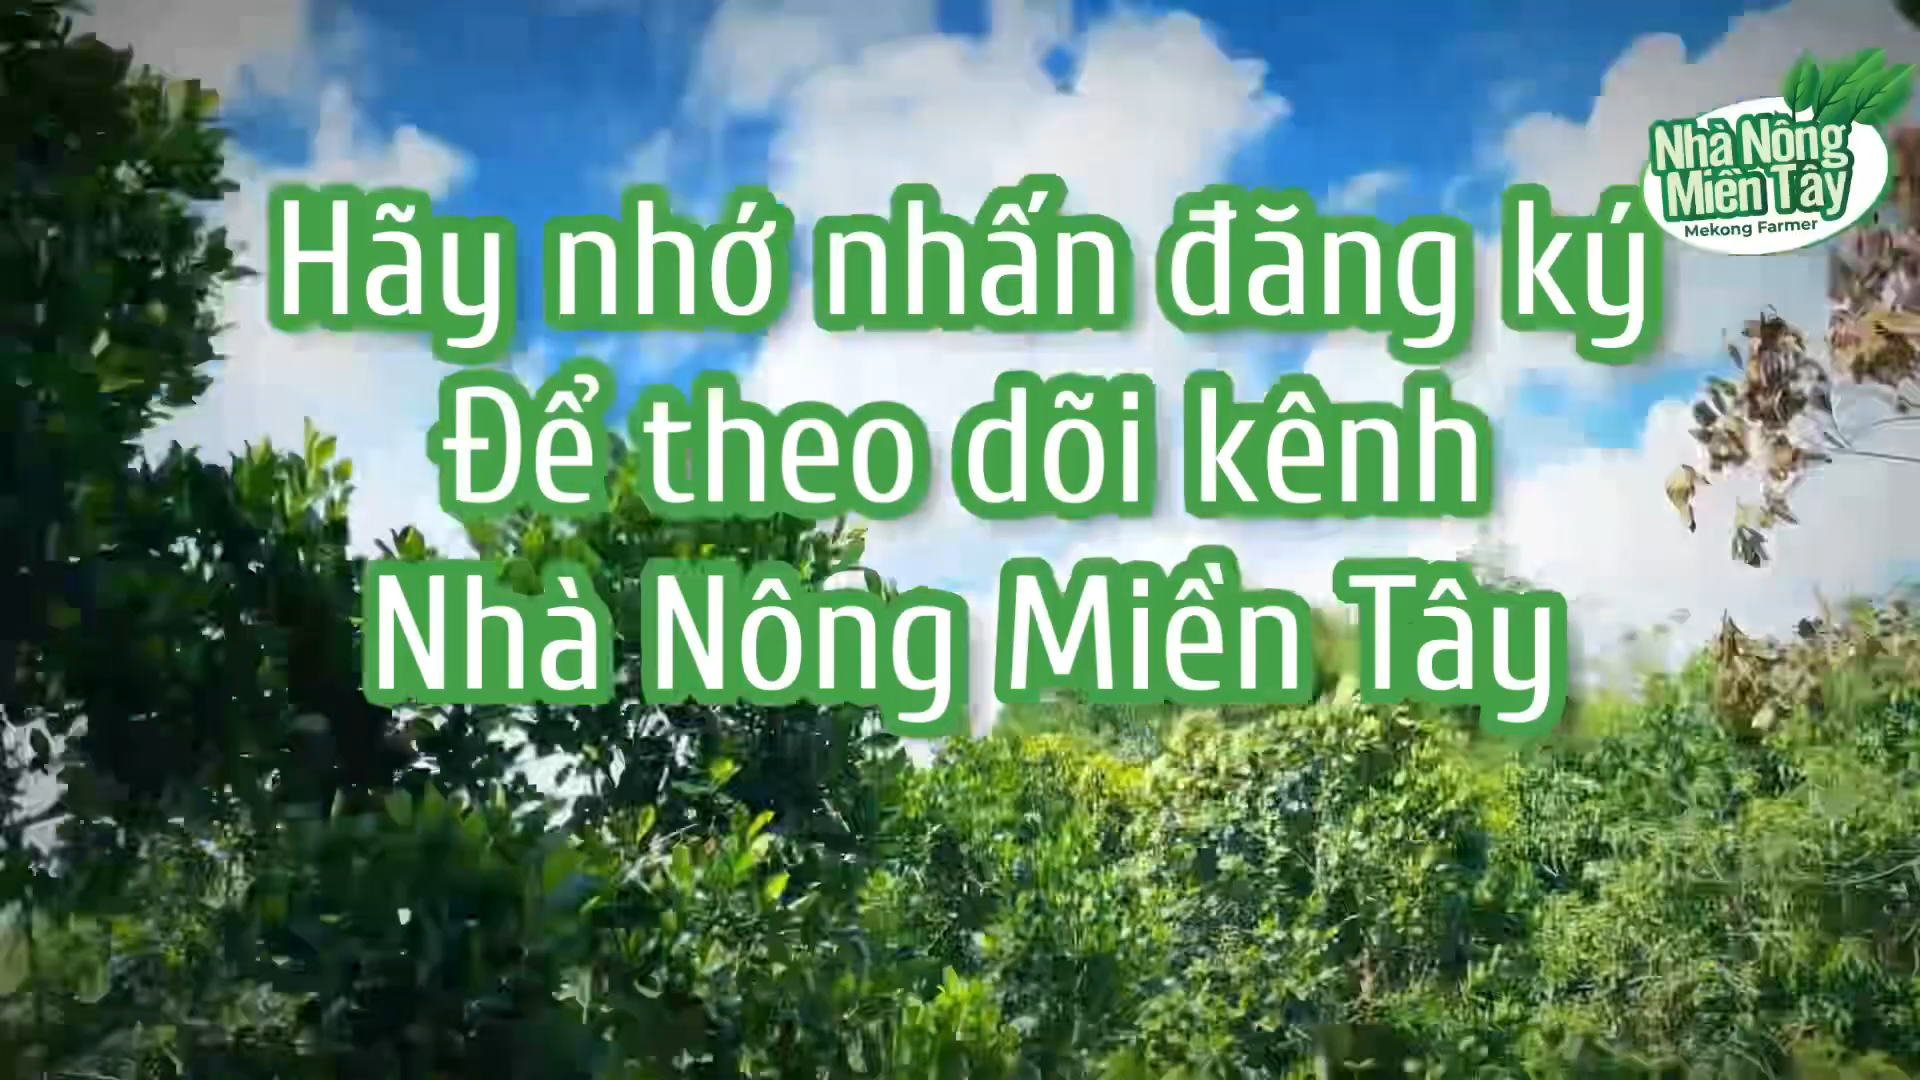 Nhà Nông
Miền Tây
Mekong Farmer
Hãy nhớ nhấn đăng ký
Để theo dõi kênh
Nhà Nông Miền Tây